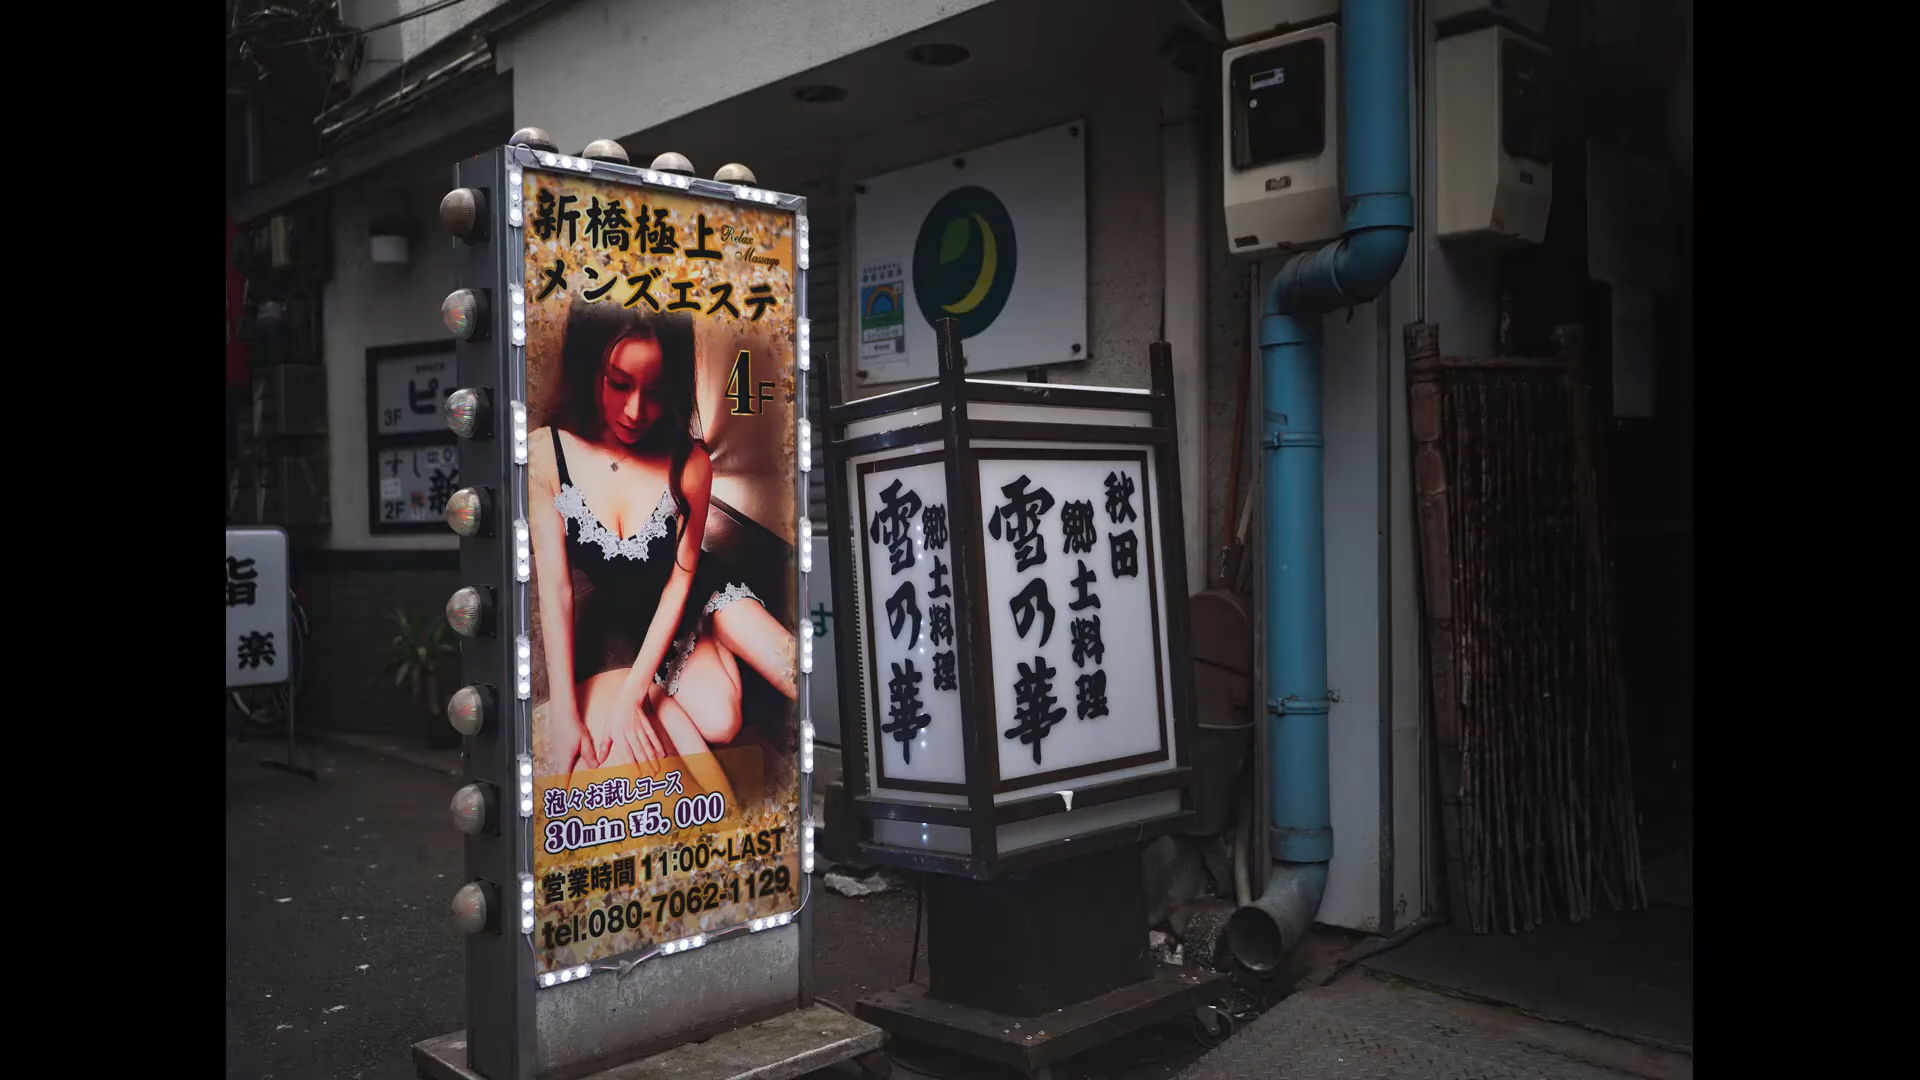 新橋極上
Relax
Massage
メンズエステ
4F
泡々お試しコース
30min ¥5,000
営業時間 11:00~LAST
tel.080-7062-1129
秋田
郷土料理
雪乃華
郷土料理
雪乃華
3F
ピ
2F
新
楽